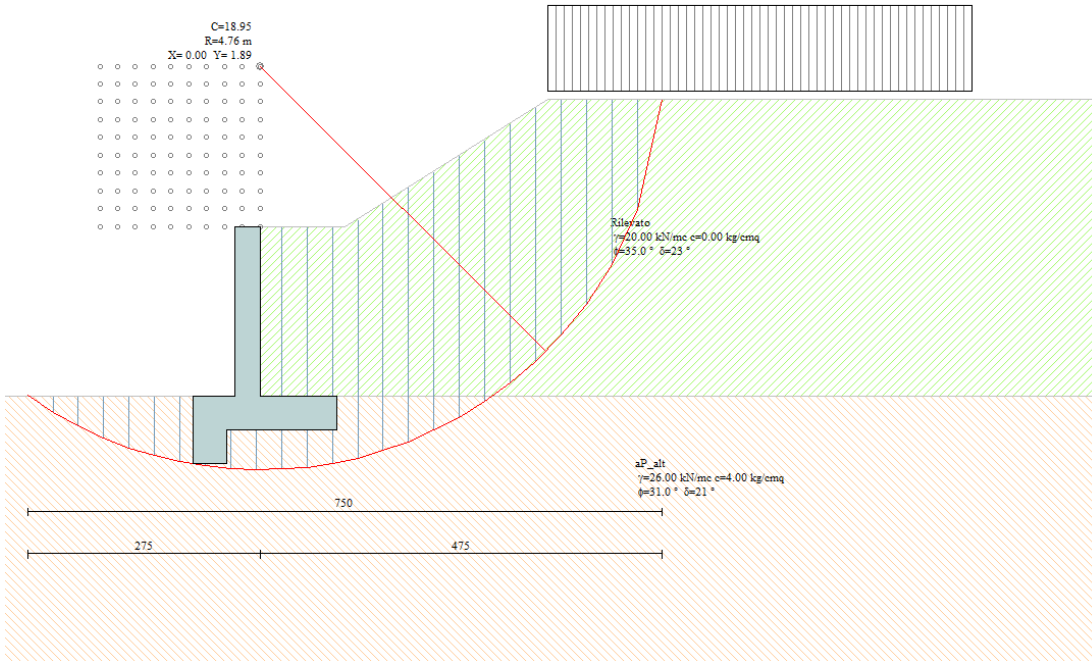 C=18.95
R=4.76 m
X= 0.00 Y= 1.89
Rilevato
γ=20.00 kN/mc c=0.00 kg/cmq
ϕ=35.0 ° δ=23 °
aP_alt
γ=26.00 kN/mc c=4.00 kg/cmq
ϕ=31.0 ° δ=21 °
750
275
475